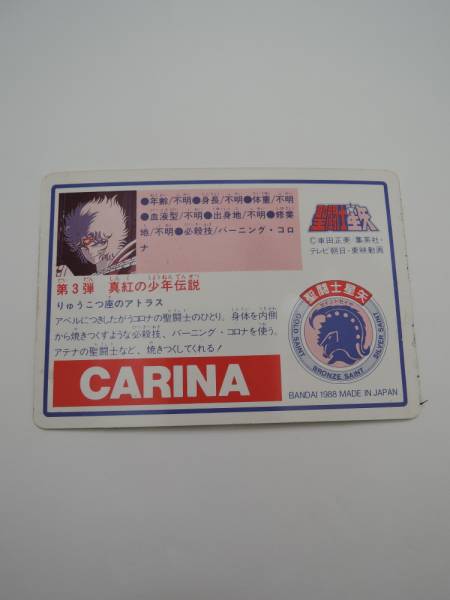 ●年齢/不明●身長/不明●体重/不明
●血液型/不明●出身地/不明●修業
地/不明●必殺技/バーニング・コロ
ナ
聖闘士星矢
©車田正美/集英社・
テレビ朝日・東映動画
第3弾 真紅の少年伝説
りゅうこつ座のアトラス
アベルにつきしたがうコロナの聖闘士のひとり。身体を内側
から焼きつくすような必殺技、バーニング・コロナを使う。
アテナの聖闘士など、焼きつくしてくれる!
CARINA
聖闘士星矢
GOLD SAINT
BRONZE SAINT
SILVER SAINT
BANDAI 1988 MADE IN JAPAN